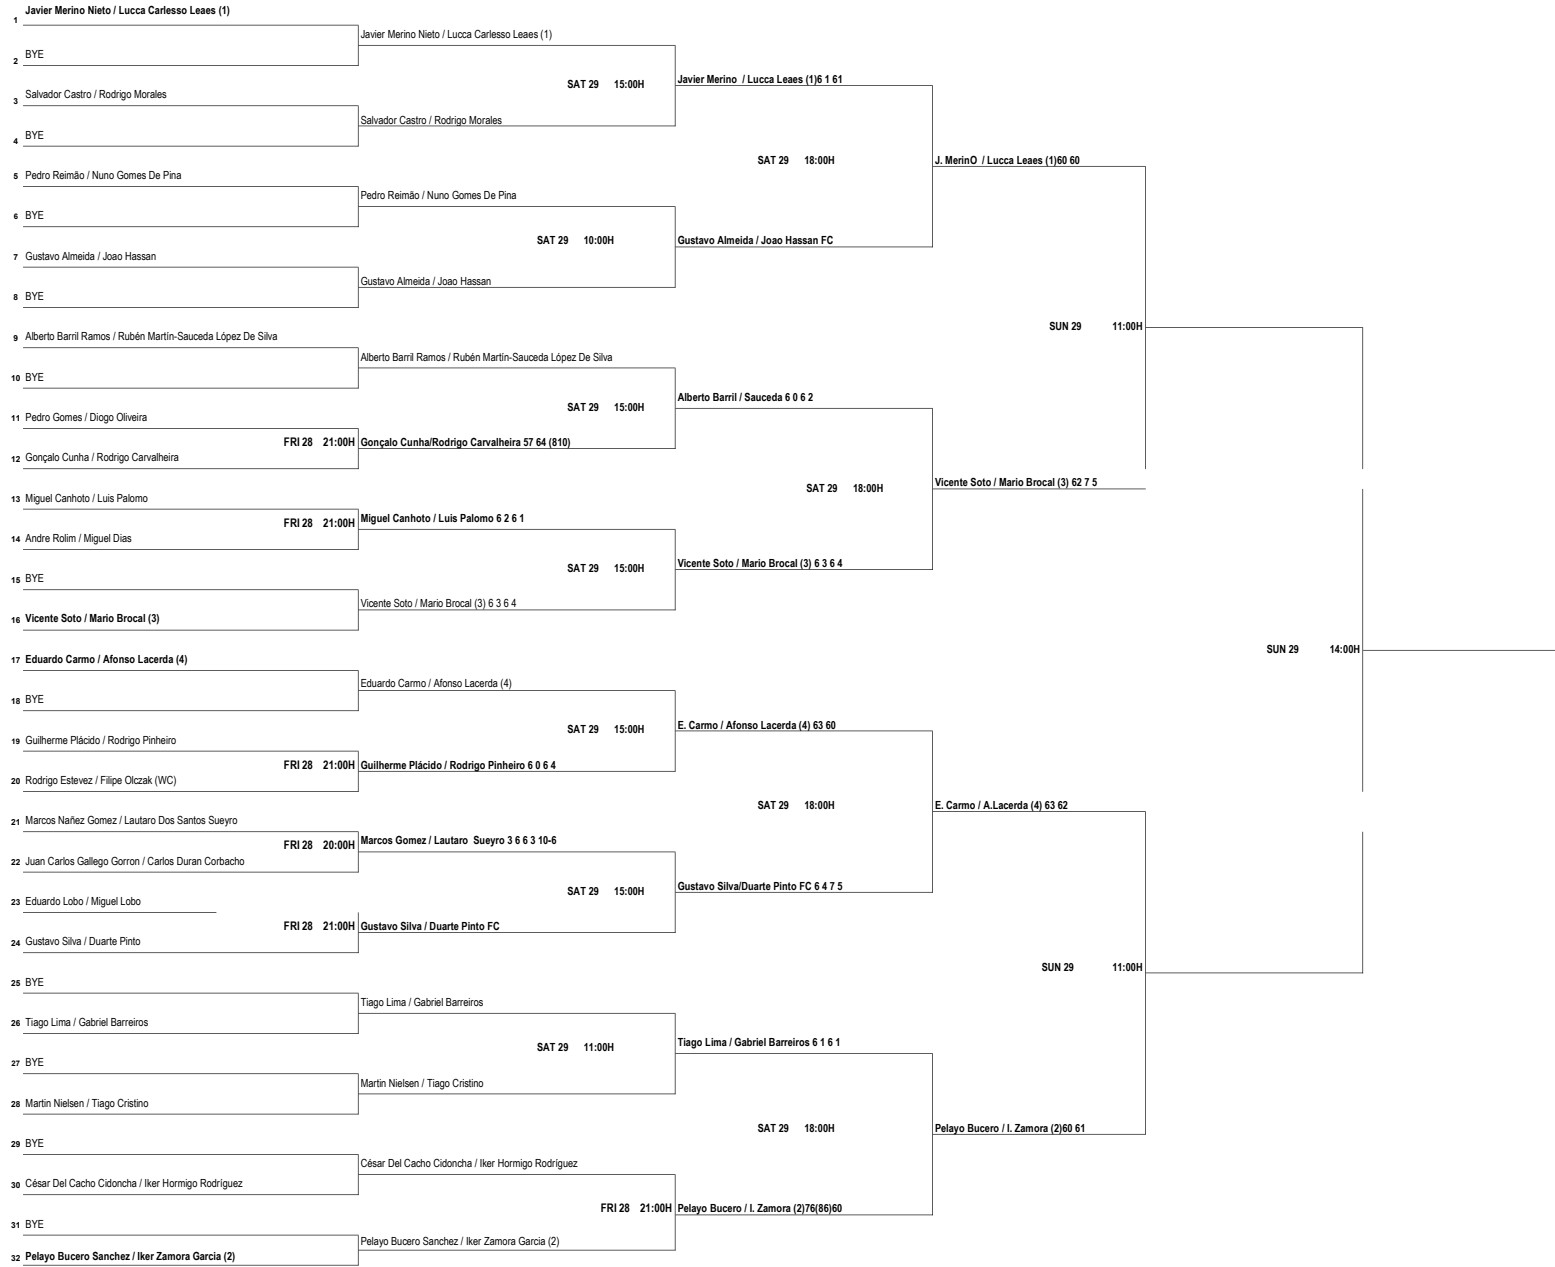 1 Javier Merino Nieto / Lucca Carlesso Leaes (1)
Javier Merino Nieto / Lucca Carlesso Leaes (1)
2 BYE
SAT 29 15:00H Javier Merino / Lucca Leaes (1)6 1 61
3 Salvador Castro / Rodrigo Morales
Salvador Castro / Rodrigo Morales
4 BYE
SAT 29 18:00H J. MerinO / Lucca Leaes (1)60 60
5 Pedro Reimão / Nuno Gomes De Pina
Pedro Reimão / Nuno Gomes De Pina
6 BYE
SAT 29 10:00H Gustavo Almeida / Joao Hassan FC
7 Gustavo Almeida / Joao Hassan
Gustavo Almeida / Joao Hassan
8 BYE
SUN 29 11:00H
9 Alberto Barril Ramos / Rubén Martín-Sauceda López De Silva
Alberto Barril Ramos / Rubén Martín-Sauceda López De Silva
10 BYE
SAT 29 15:00H Alberto Barril / Sauceda 6 0 6 2
11 Pedro Gomes / Diogo Oliveira
FRI 28 21:00H Gonçalo Cunha/Rodrigo Carvalheira 57 64 (810)
12 Gonçalo Cunha / Rodrigo Carvalheira
SAT 29 18:00H Vicente Soto / Mario Brocal (3) 62 7 5
13 Miguel Canhoto / Luis Palomo
FRI 28 21:00H Miguel Canhoto / Luis Palomo 6 2 6 1
14 Andre Rolim / Miguel Dias
SAT 29 15:00H Vicente Soto / Mario Brocal (3) 6 3 6 4
15 BYE
Vicente Soto / Mario Brocal (3) 6 3 6 4
16 Vicente Soto / Mario Brocal (3)
SUN 29 14:00H
17 Eduardo Carmo / Afonso Lacerda (4)
Eduardo Carmo / Afonso Lacerda (4)
18 BYE
SAT 29 15:00H E. Carmo / Afonso Lacerda (4) 63 60
19 Guilherme Plácido / Rodrigo Pinheiro
FRI 28 21:00H Guilherme Plácido / Rodrigo Pinheiro 6 0 6 4
20 Rodrigo Estevez / Filipe Olczak (WC)
SAT 29 18:00H E. Carmo / A.Lacerda (4) 63 62
21 Marcos Nañez Gomez / Lautaro Dos Santos Sueyro
FRI 28 20:00H Marcos Gomez / Lautaro Sueyro 3 6 6 3 10-6
22 Juan Carlos Gallego Gorron / Carlos Duran Corbacho
SAT 29 15:00H Gustavo Silva/Duarte Pinto FC 6 4 7 5
23 Eduardo Lobo / Miguel Lobo
FRI 28 21:00H Gustavo Silva / Duarte Pinto FC
24 Gustavo Silva / Duarte Pinto
SUN 29 11:00H
25 BYE
Tiago Lima / Gabriel Barreiros
26 Tiago Lima / Gabriel Barreiros
SAT 29 11:00H Tiago Lima / Gabriel Barreiros 6 1 6 1
27 BYE
Martin Nielsen / Tiago Cristino
28 Martin Nielsen / Tiago Cristino
SAT 29 18:00H Pelayo Bucero / I. Zamora (2)60 61
29 BYE
César Del Cacho Cidoncha / Iker Hormigo Rodríguez
30 César Del Cacho Cidoncha / Iker Hormigo Rodríguez
FRI 28 21:00H Pelayo Bucero / I. Zamora (2)76(86)60
31 BYE
Pelayo Bucero Sanchez / Iker Zamora Garcia (2)
32 Pelayo Bucero Sanchez / Iker Zamora Garcia (2)